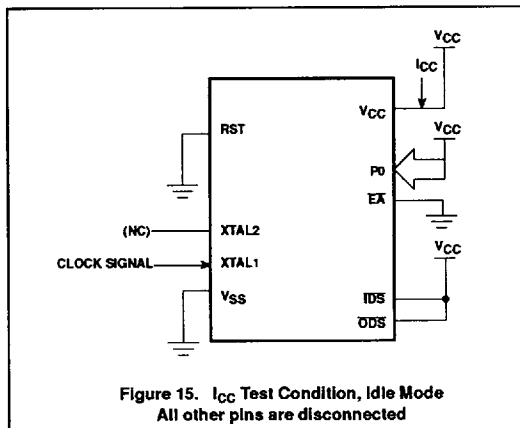 VCC
ICC
VCC
RST
VCC
P0
EA
(NC)
XTAL2
VCC
CLOCK SIGNAL
XTAL1
VSS
IDS
ODS
Figure 15. ICC Test Condition, Idle Mode
All other pins are disconnected